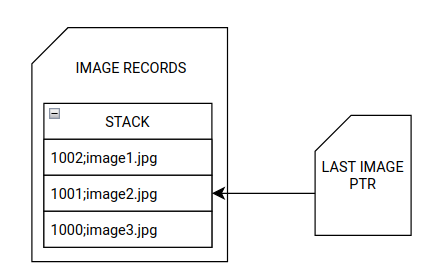 IMAGE RECORDS
STACK
1002;image1.jpg
1001;image2.jpg
1000;image3.jpg
LAST IMAGE
PTR